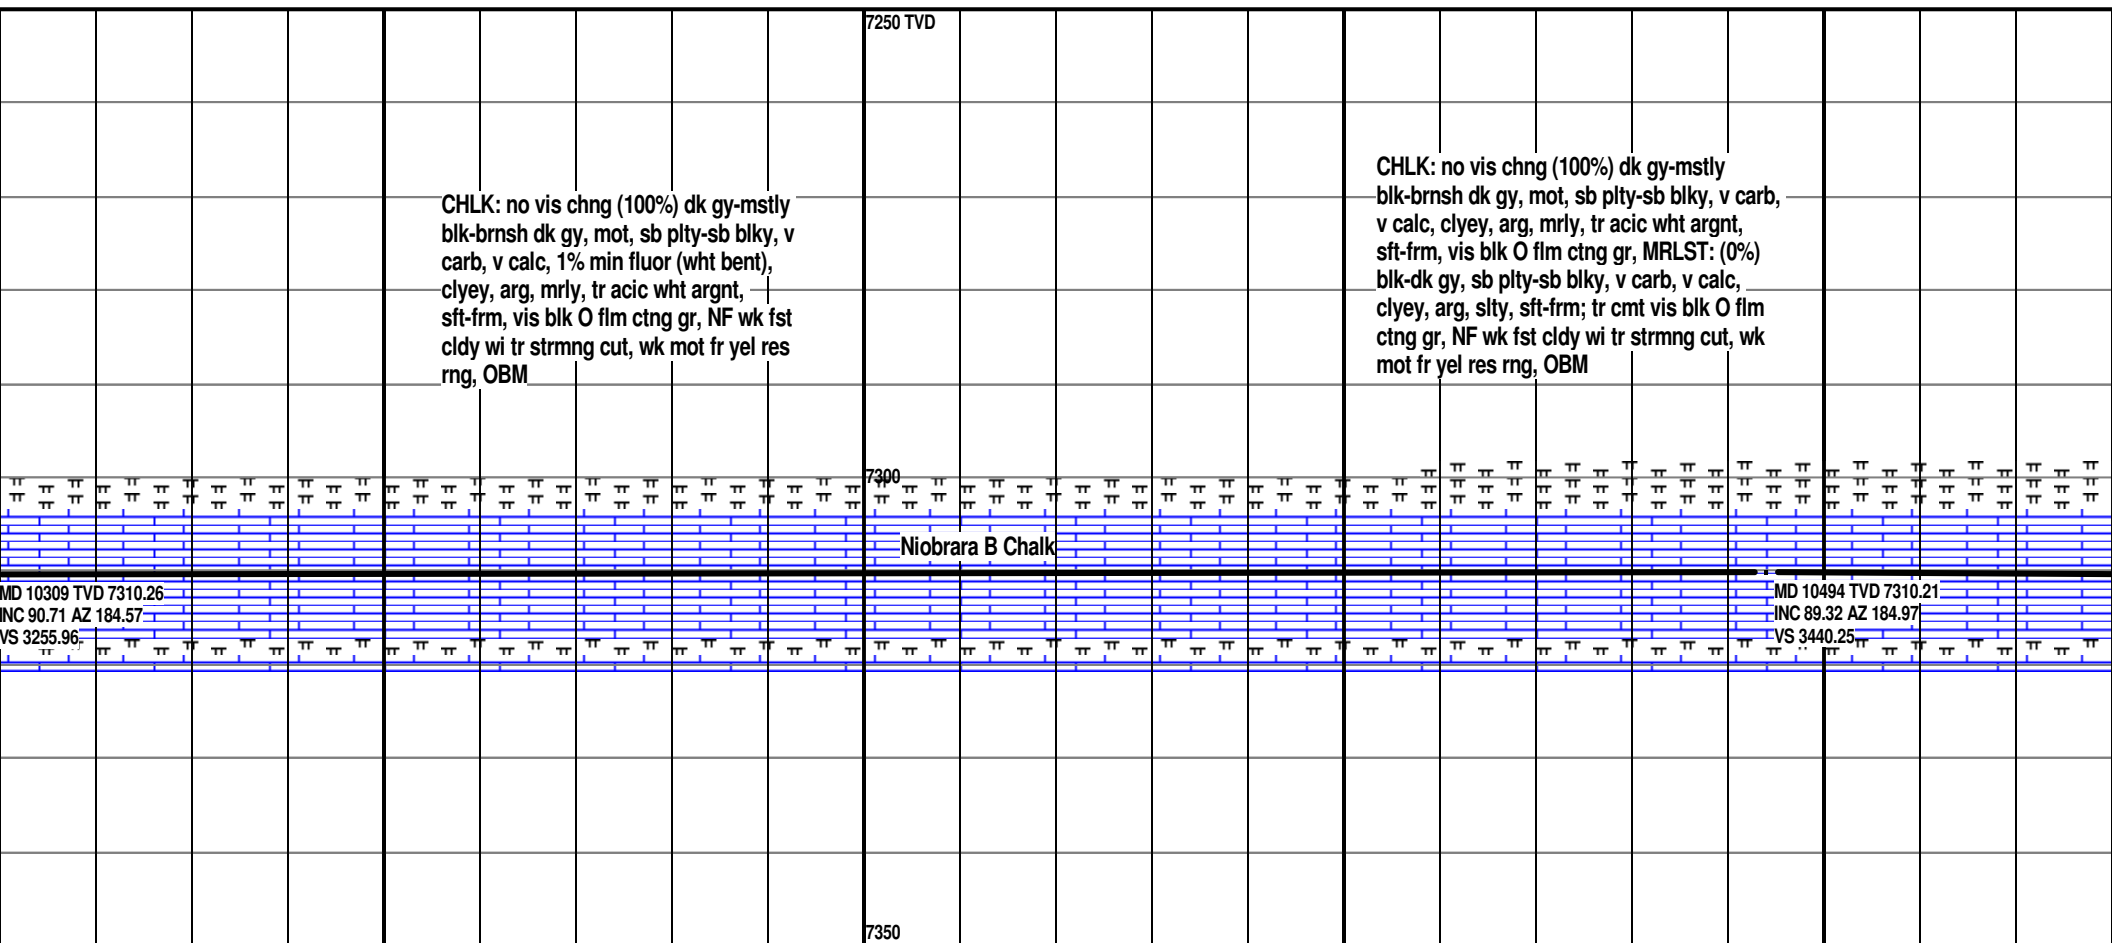 7250 TVD
CHLK: no vis chng (100%) dk gy-mstly
blk-brnsh dk gy, mot, sb plty-sb blky, v
carb, v calc, 1% min fluor (wht bent),
clyey, arg, mrly, tr acic wht argnt,
sft-frm, vis blk O flm ctng gr, NF wk fst
cldy wi tr strmng cut, wk mot fr yel res
rng, OBM
CHLK: no vis chng (100%) dk gy-mstly
blk-brnsh dk gy, mot, sb plty-sb blky, v carb,
v calc, clyey, arg, mrly, tr acic wht argnt,
sft-frm, vis blk O flm ctng gr, MRLST: (0%)
blk-dk gy, sb plty-sb blky, v carb, v calc,
clyey, arg, slty, sft-frm; tr cmt vis blk O flm
ctng gr, NF wk fst cldy wi tr strmng cut, wk
mot fr yel res rng, OBM
7300
Niobrara B Chalk
MD 10309 TVD 7310.26
INC 90.71 AZ 184.57
VS 3255.96
MD 10494 TVD 7310.21
INC 89.32 AZ 184.97
VS 3440.25
7350